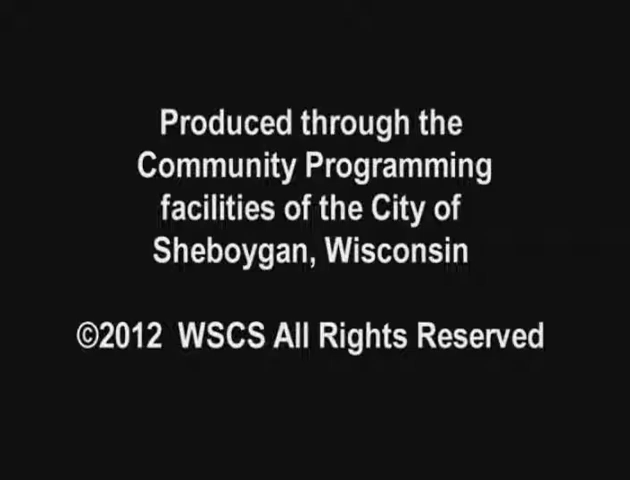 Produced through the
Community Programming
facilities of the City of
Sheboygan, Wisconsin
©2012 WSCS All Rights Reserved